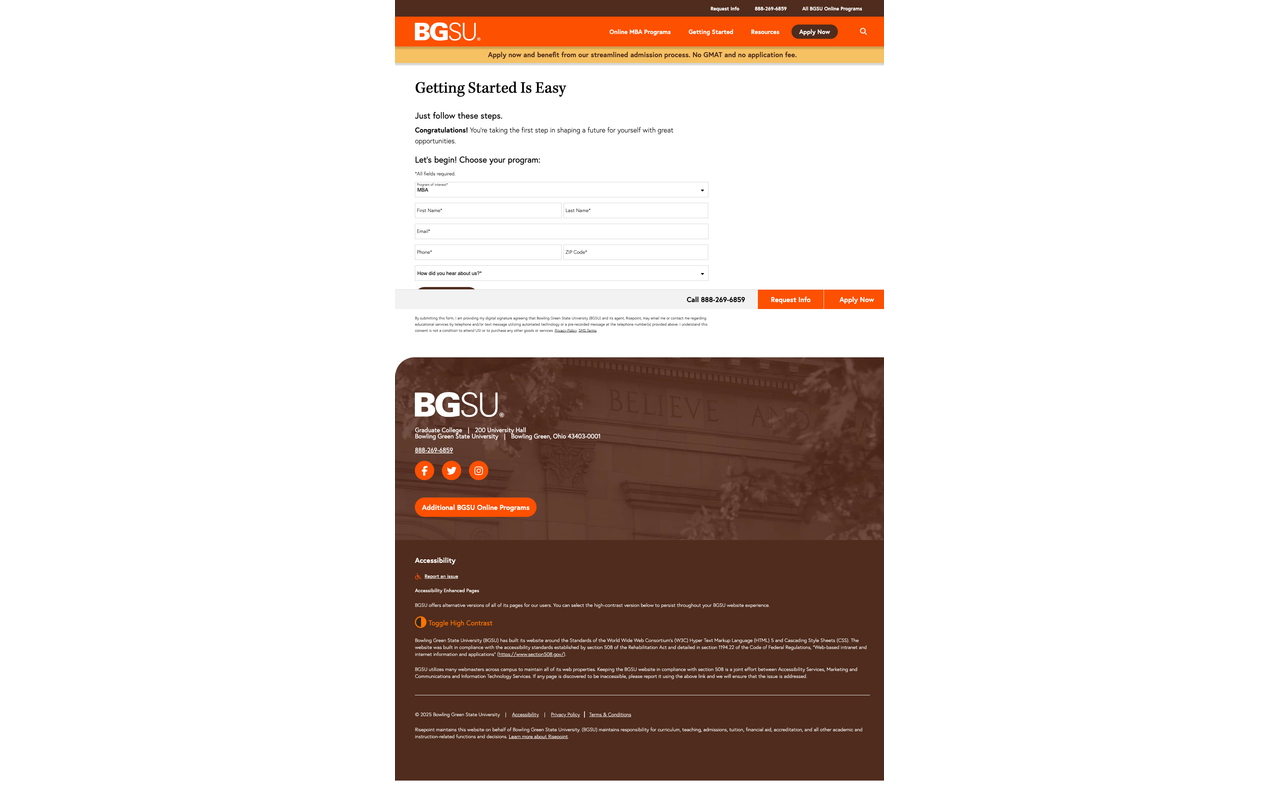 Request Info 888-269-6859 All BGSU Online Programs
BGSU®
Online MBA Programs Getting Started Resources Apply Now
Apply now and benefit from our streamlined admission process. No GMAT and no application fee.
Getting Started Is Easy
Just follow these steps.
Congratulations! You're taking the first step in shaping a future for yourself with great
opportunities.
Let's begin! Choose your program:
*All fields required.
Program of Interest*
MBA
First Name* Last Name*
Email*
Phone* ZIP Code*
How did you hear about us?*
Call 888-269-6859 Request Info Apply Now
By submitting this form, I am providing my digital signature agreeing that Bowling Green State University (BGSU) and its agent, Risepoint, may email me or contact me regarding
educational services by telephone and/or text message utilizing automated technology or a pre-recorded message at the telephone number(s) provided above. I understand this
consent is not a condition to attend USI or to purchase any other goods or services. Privacy Policy. SMS Terms.
BELIEVE AND
BGSU®
Graduate College | 200 University Hall
Bowling Green State University | Bowling Green, Ohio 43403-0001
888-269-6859
Additional BGSU Online Programs
Accessibility
Report an issue
Accessibility Enhanced Pages
BGSU offers alternative versions of all of its pages for our users. You can select the high-contrast version below to persist throughout your BGSU website experience.
Toggle High Contrast
Bowling Green State University (BGSU) has built its website around the Standards of the World Wide Web Consortium's (W3C) Hyper Text Markup Language (HTML) 5 and Cascading Style Sheets (CSS). The
website was built in compliance with the accessibility standards established by section 508 of the Rehabilitation Act and detailed in section 1194.22 of the Code of Federal Regulations, "Web-based intranet and
internet information and applications" (https://www.section508.gov/).
BGSU utilizes many webmasters across campus to maintain all of its web properties. Keeping the BGSU website in compliance with section 508 is a joint effort between Accessibility Services, Marketing and
Communications and Information Technology Services. If any page is discovered to be inaccessible, please report it using the above link and we will ensure that the issue is addressed.
© 2025 Bowling Green State University | Accessibility | Privacy Policy | Terms & Conditions
Risepoint maintains this website on behalf of Bowling Green State University. (BGSU) maintains responsibility for curriculum, teaching, admissions, tuition, financial aid, accreditation, and all other academic and
instruction-related functions and decisions. Learn more about Risepoint.